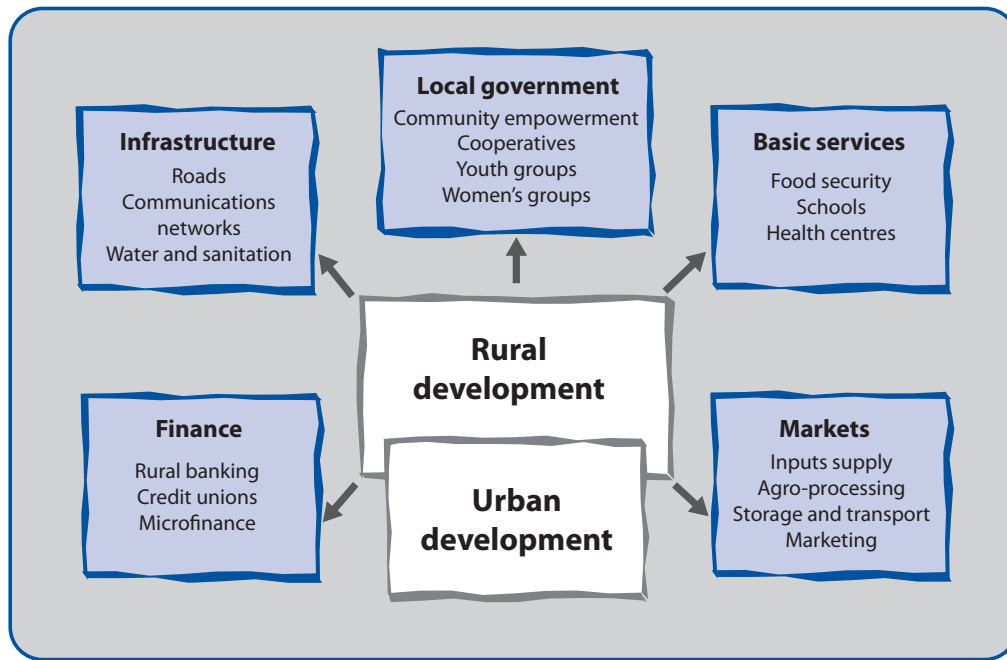 Local government
Community empowerment
Cooperatives
Youth groups
Women’s groups
Infrastructure
Roads
Communications
networks
Water and sanitation
Basic services
Food security
Schools
Health centres
Rural
development
Finance
Rural banking
Credit unions
Microfinance
Urban
development
Markets
Inputs supply
Agro-processing
Storage and transport
Marketing